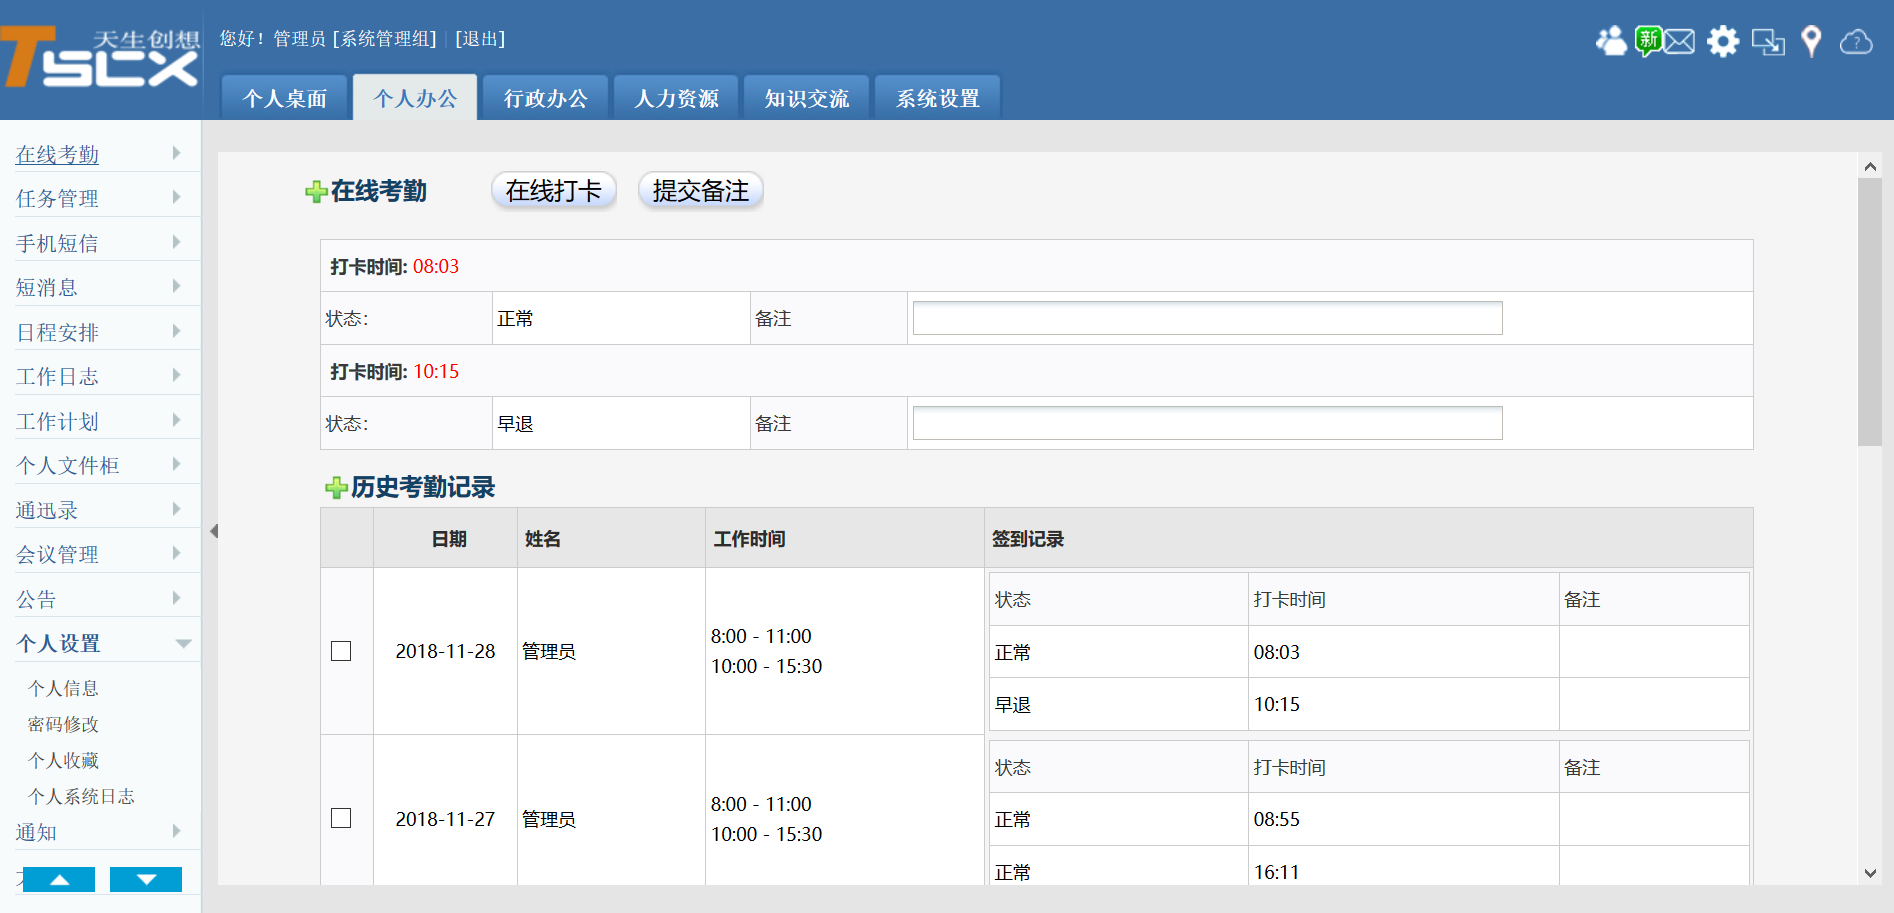 天生创想
TSCX
您好！管理员 [系统管理组] | [退出]
新
个人桌面 个人办公 行政办公 人力资源 知识交流 系统设置
在线考勤
任务管理
手机短信
短消息
日程安排
工作日志
工作计划
个人文件柜
通迅录
会议管理
公告
个人设置
个人信息
密码修改
个人收藏
个人系统日志
通知
在线考勤 在线打卡 提交备注
打卡时间: 08:03
状态: 正常 备注
打卡时间: 10:15
状态: 早退 备注
历史考勤记录
日期 姓名 工作时间 签到记录
2018-11-28 管理员 8:00 - 11:00
10:00 - 15:30
状态 打卡时间 备注
正常 08:03
早退 10:15
2018-11-27 管理员 8:00 - 11:00
10:00 - 15:30
状态 打卡时间 备注
正常 08:55
正常 16:11